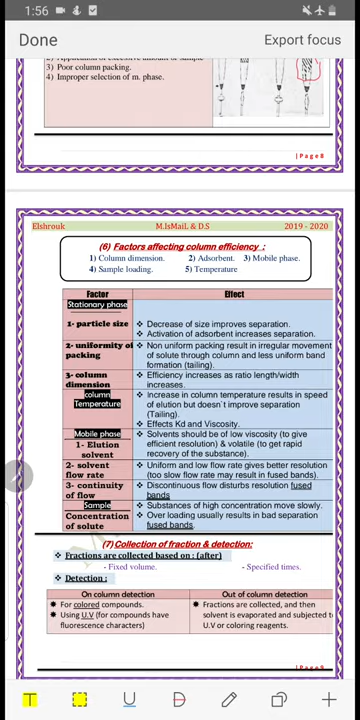 1:56
Done
Export focus
2) Application of excessive amount of sample
3) Poor column packing.
4) Improper selection of m. phase.
| P a g e 8
Elshrouk M.IsMaiL & D.S 2019 - 2020
(6) Factors affecting column efficiency :
1) Column dimension. 2) Adsorbent. 3) Mobile phase.
4) Sample loading. 5) Temperature
Factor Effect
Stationary phase
1- particle size
❖ Decrease of size improves separation.
❖ Activation of adsorbent increases separation.
2- uniformity of packing
❖ Non uniform packing result in irregular movement
of solute through column and less uniform band
formation (tailing).
3- column dimension
❖ Efficiency increases as ratio length/width
increases.
column Temperature
❖ Increase in column temperature results in speed
of elution but doesn`t improve separation
(Tailing).
❖ Effects Kd and Viscosity.
Mobile phase
1- Elution solvent
❖ Solvents should be of low viscosity (to give
efficient resolution) & volatile (to get rapid
recovery of the substance).
2- solvent flow rate
❖ Uniform and low flow rate gives better resolution
(too slow flow rate may result in fused bands).
3- continuity of flow
❖ Discontinuous flow disturbs resolution fused
bands
Sample
Concentration of solute
❖ Substances of high concentration move slowly.
❖ Over loading usually results in bad separation
fused bands.
(7) Collection of fraction & detection:
❖ Fractions are collected based on : (after)
- Fixed volume. - Specified times.
❖ Detection :
On column detection Out of column detection
✹ For colored compounds.
✹ Using U.V (for compounds have
fluorescence characters)
✹ Fractions are collected, and then
solvent is evaporated and subjected to
U.V or coloring reagents.
| P a g e 9